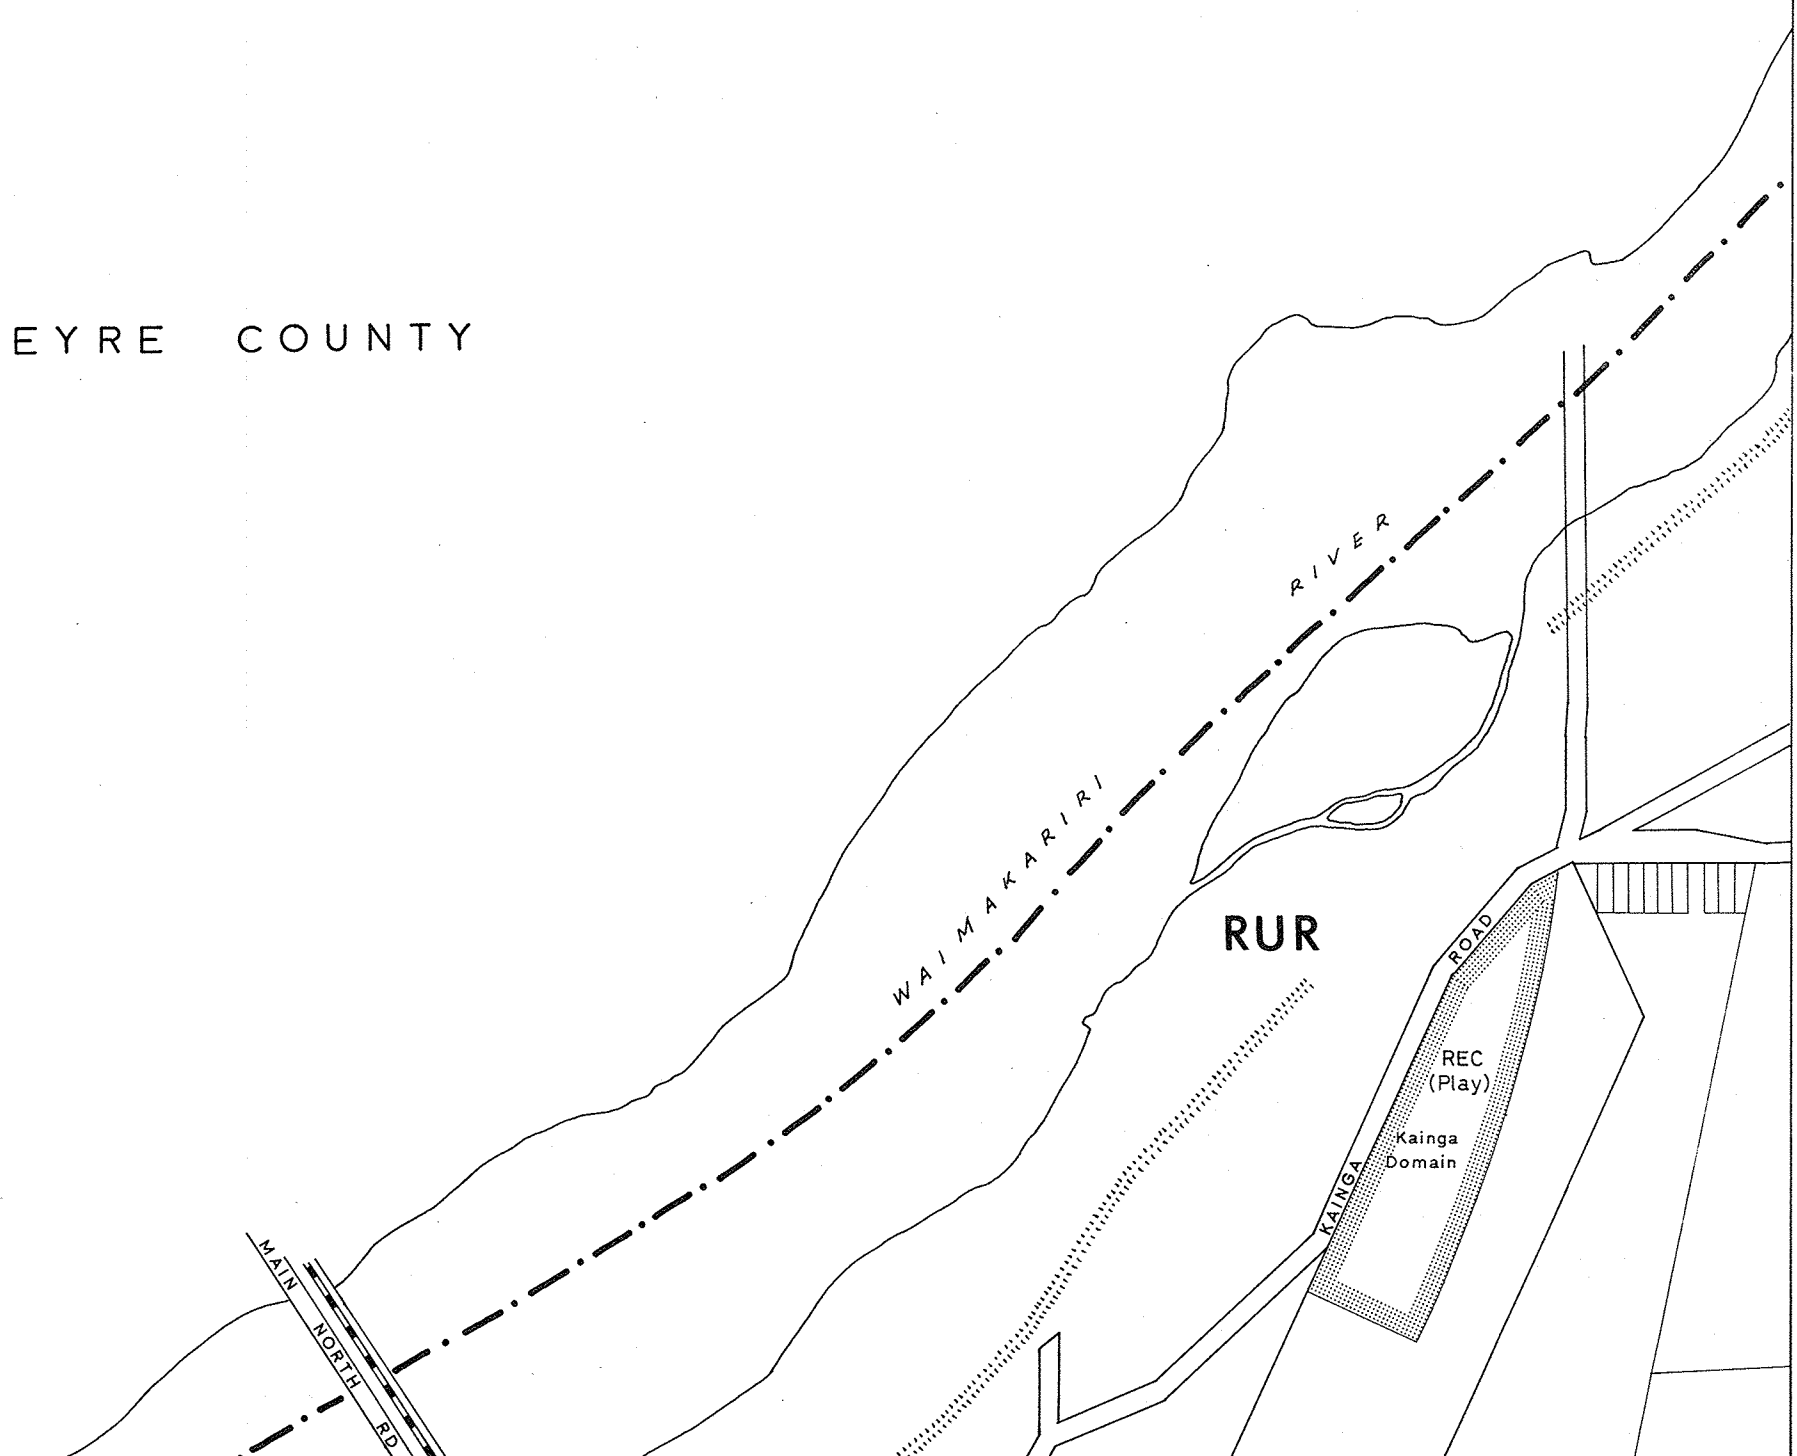 EYRE COUNTY
WAIMAKARIRI RIVER
RUR
KAINGA ROAD
REC
(Play)
Kainga
Domain
MAIN NORTH RD